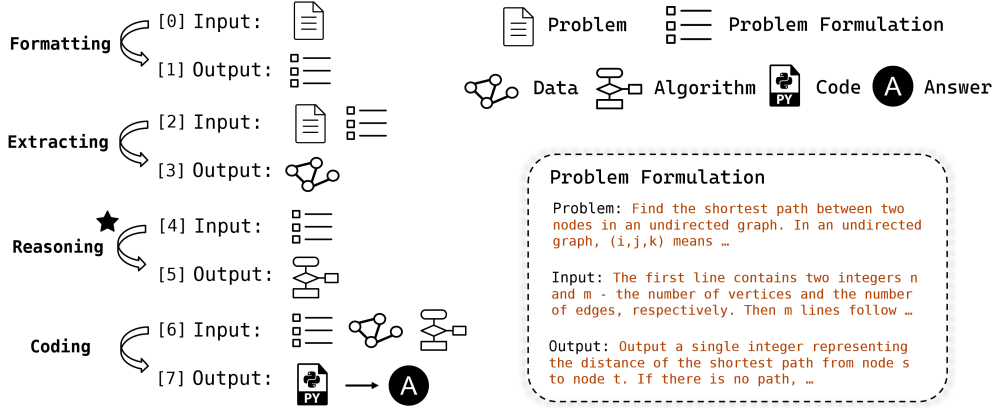 Formatting
[0] Input:
[1] Output:
Extracting
[2] Input:
[3] Output:
Reasoning
[4] Input:
[5] Output:
Coding
[6] Input:
[7] Output:
PY
A
Problem
Problem Formulation
Data
Algorithm
PY
Code
A
Answer
Problem Formulation
Problem: Find the shortest path between two
nodes in an undirected graph. In an undirected
graph, (i,j,k) means …
Input: The first line contains two integers n
and m - the number of vertices and the number
of edges, respectively. Then m lines follow …
Output: Output a single integer representing
the distance of the shortest path from node s
to node t. If there is no path, …